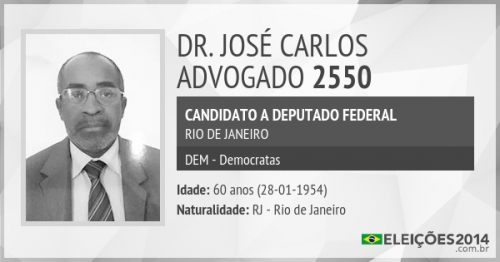 DR. JOSÉ CARLOS
ADVOGADO 2550
CANDIDATO A DEPUTADO FEDERAL
RIO DE JANEIRO
DEM - Democratas
Idade: 60 anos (28-01-1954)
Naturalidade: RJ - Rio de Janeiro
ELEIÇÕES2014
.com.br